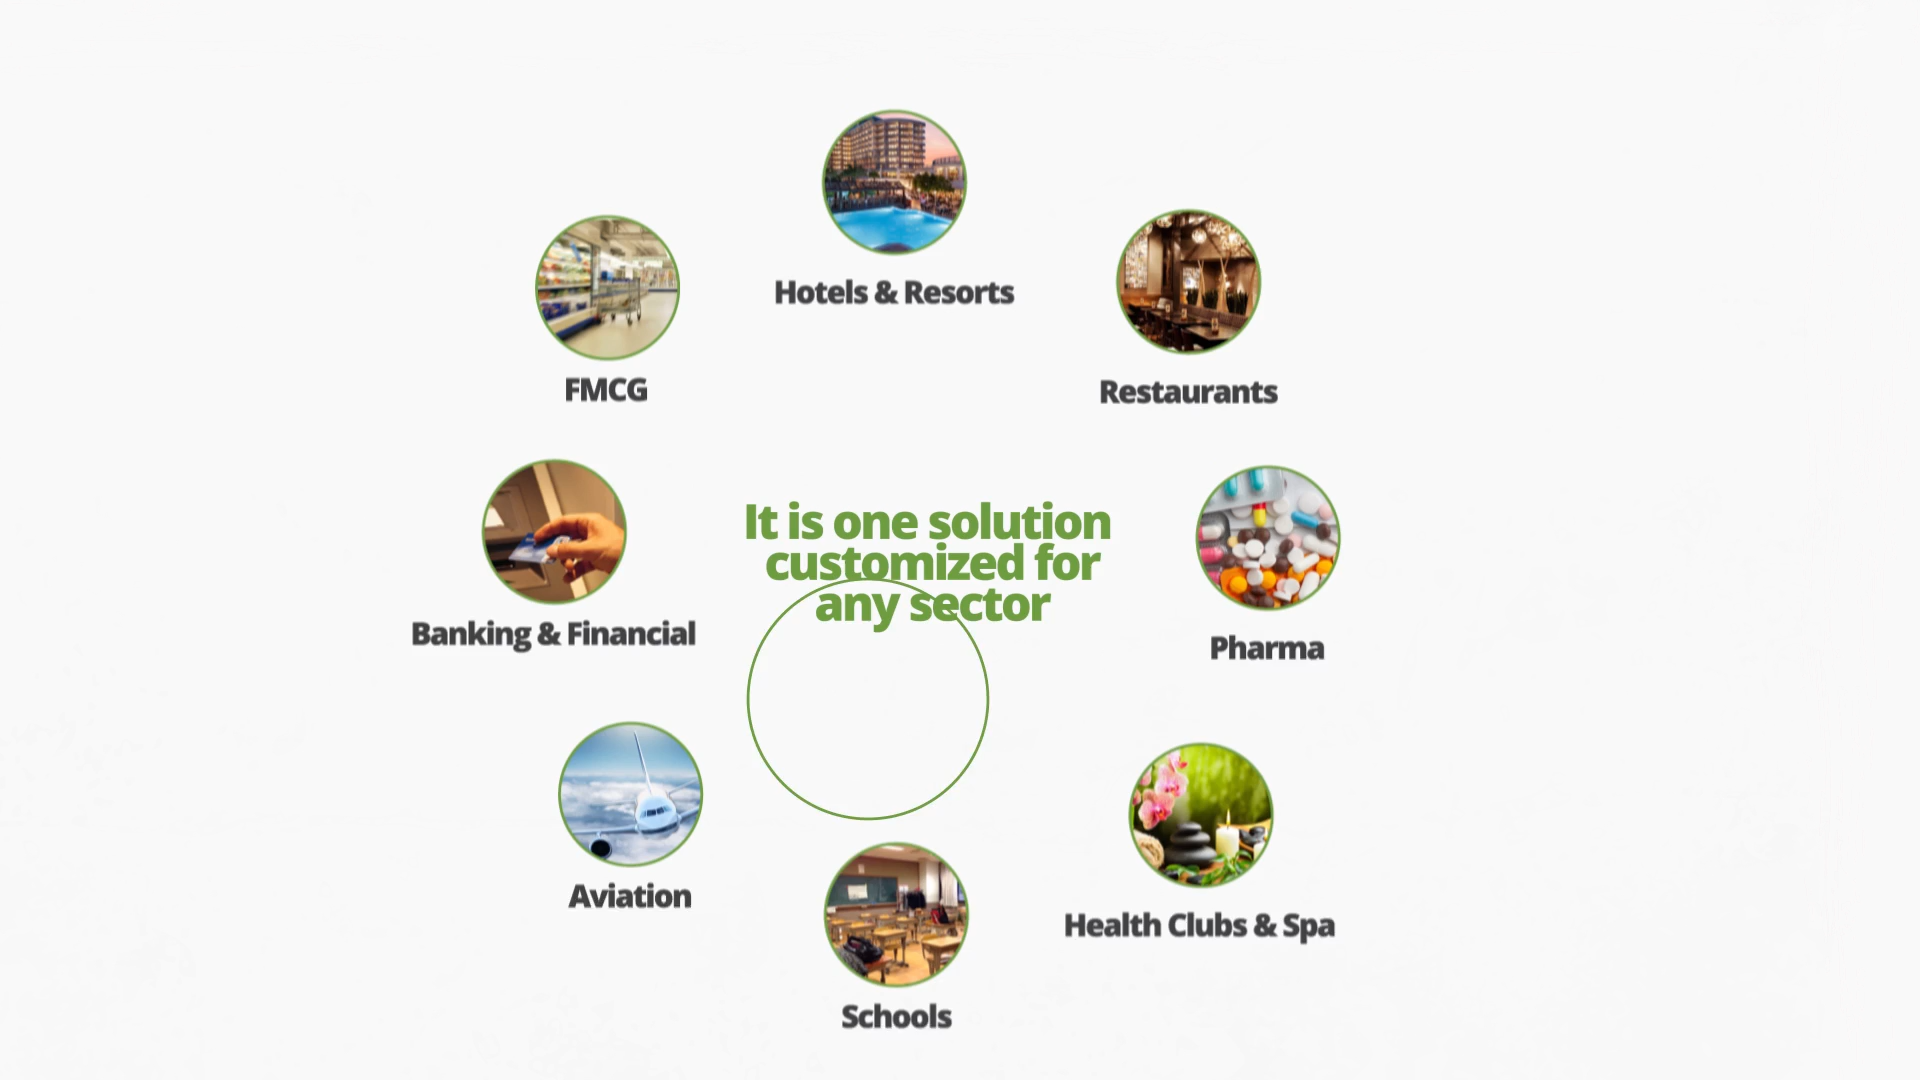 Hotels & Resorts
FMCG
Restaurants
It is one solution
customized for
any sector
Banking & Financial
Pharma
Aviation
Health Clubs & Spa
Schools